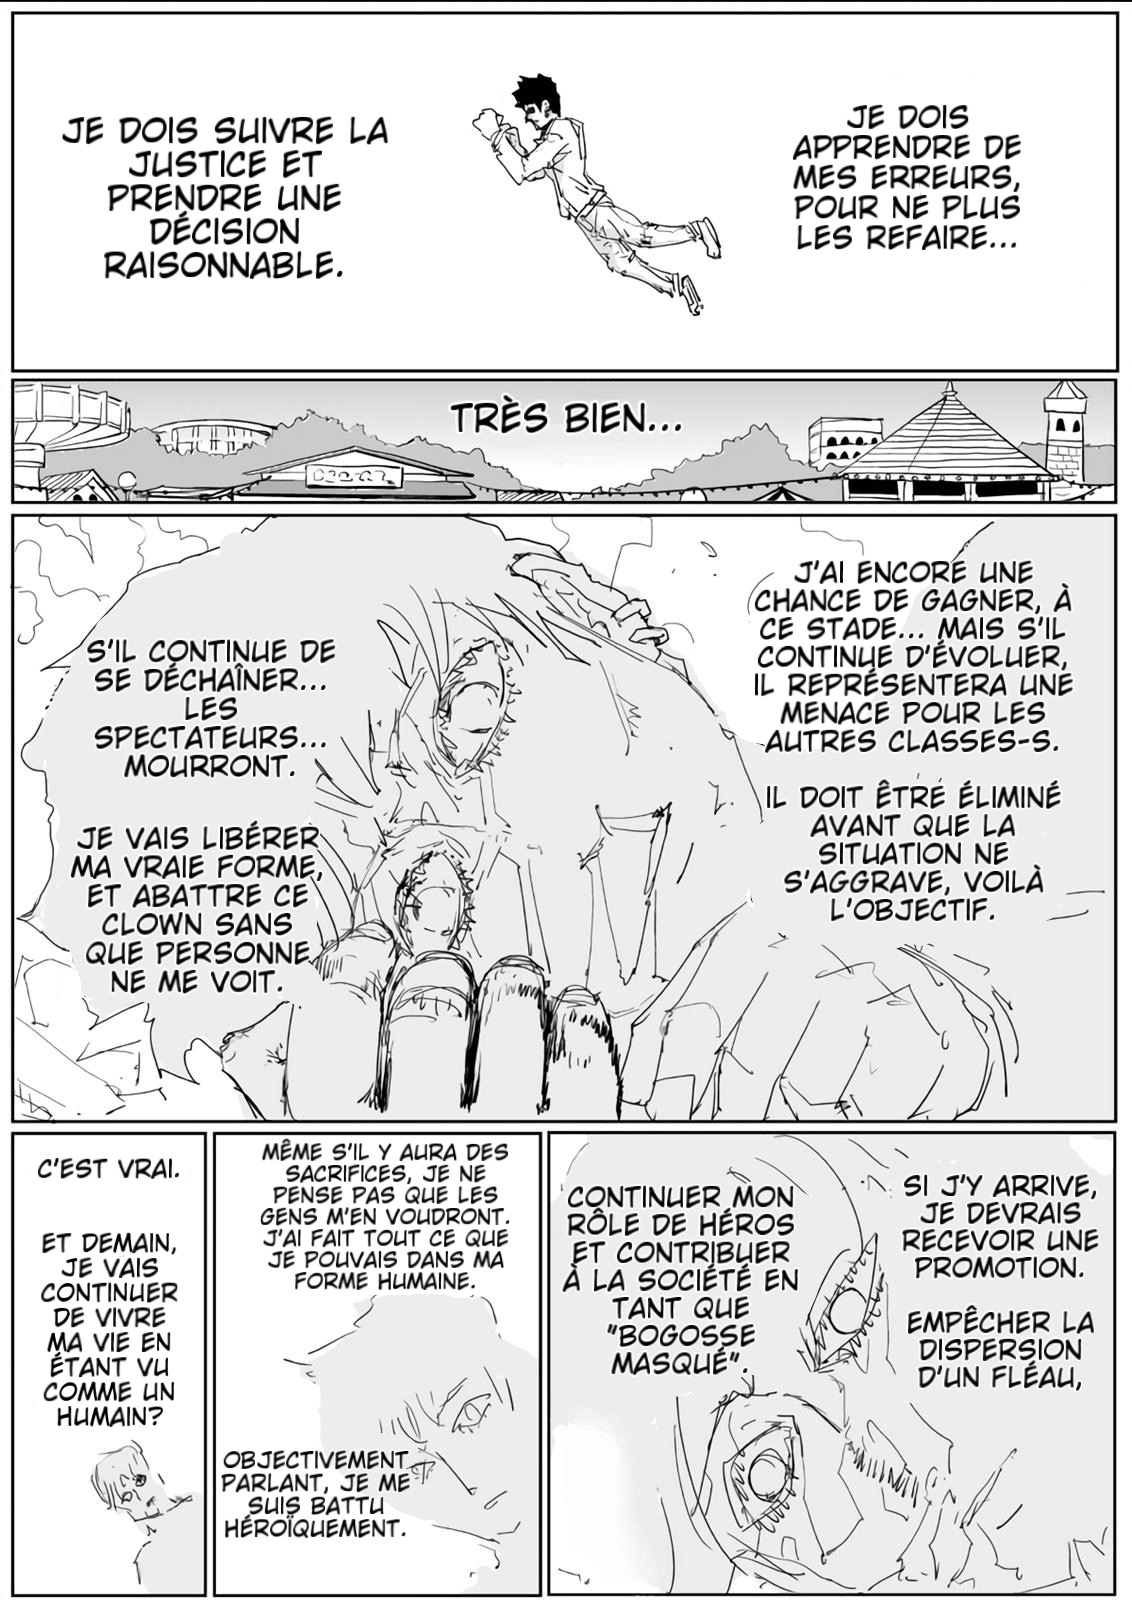 JE DOIS
APPRENDRE DE
MES ERREURS,
POUR NE PLUS
LES REFAIRE...
JE DOIS SUIVRE LA
JUSTICE ET
PRENDRE UNE
DÉCISION
RAISONNABLE.
TRÈS BIEN...
J'AI ENCORE UNE
CHANCE DE GAGNER, À
CE STADE... MAIS S'IL
CONTINUE D'ÉVOLUER,
IL REPRÉSENTERA UNE
MENACE POUR LES
AUTRES CLASSES-S.
IL DOIT ÊTRE ÉLIMINÉ
AVANT QUE LA
SITUATION NE
S'AGGRAVE, VOILÀ
L'OBJECTIF.
S'IL CONTINUE DE
SE DÉCHAÎNER...
LES
SPECTATEURS...
MOURRONT.
JE VAIS LIBÉRER
MA VRAIE FORME,
ET ABATTRE CE
CLOWN SANS
QUE PERSONNE
NE ME VOIT.
SI J'Y ARRIVE,
JE DEVRAIS
RECEVOIR UNE
PROMOTION.
EMPÊCHER LA
DISPERSION
D'UN FLÉAU,
CONTINUER MON
RÔLE DE HÉROS
ET CONTRIBUER
À LA SOCIÉTÉ EN
TANT QUE
"BOGOSSE
MASQUÉ".
MÊME S'IL Y AURA DES
SACRIFICES, JE NE
PENSE PAS QUE LES
GENS M'EN VOUDRONT.
J'AI FAIT TOUT CE QUE
JE POUVAIS DANS MA
FORME HUMAINE.
OBJECTIVEMENT
PARLANT, JE ME
SUIS BATTU
HÉROÏQUEMENT.
C'EST VRAI.
ET DEMAIN,
JE VAIS
CONTINUER
DE VIVRE
MA VIE EN
ÉTANT VU
COMME UN
HUMAIN?